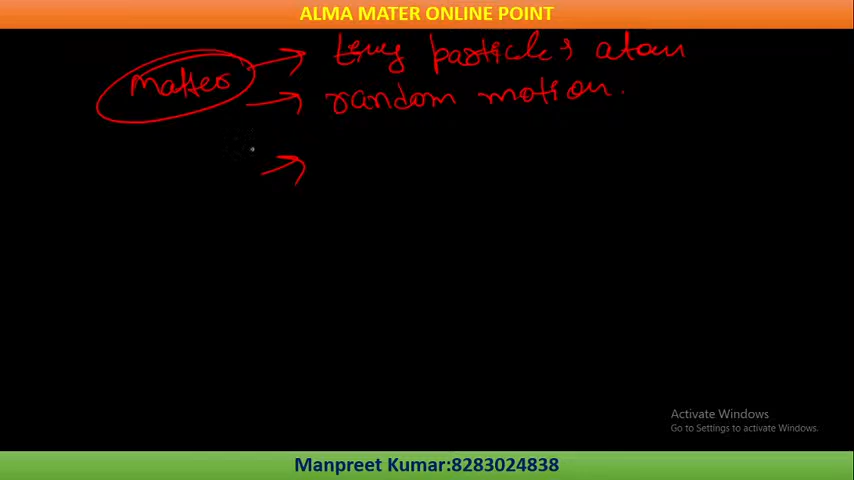 ALMA MATER ONLINE POINT
matter → tiny particles atom
→ random motion.
→
Activate Windows
Go to Settings to activate Windows.
Manpreet Kumar:8283024838